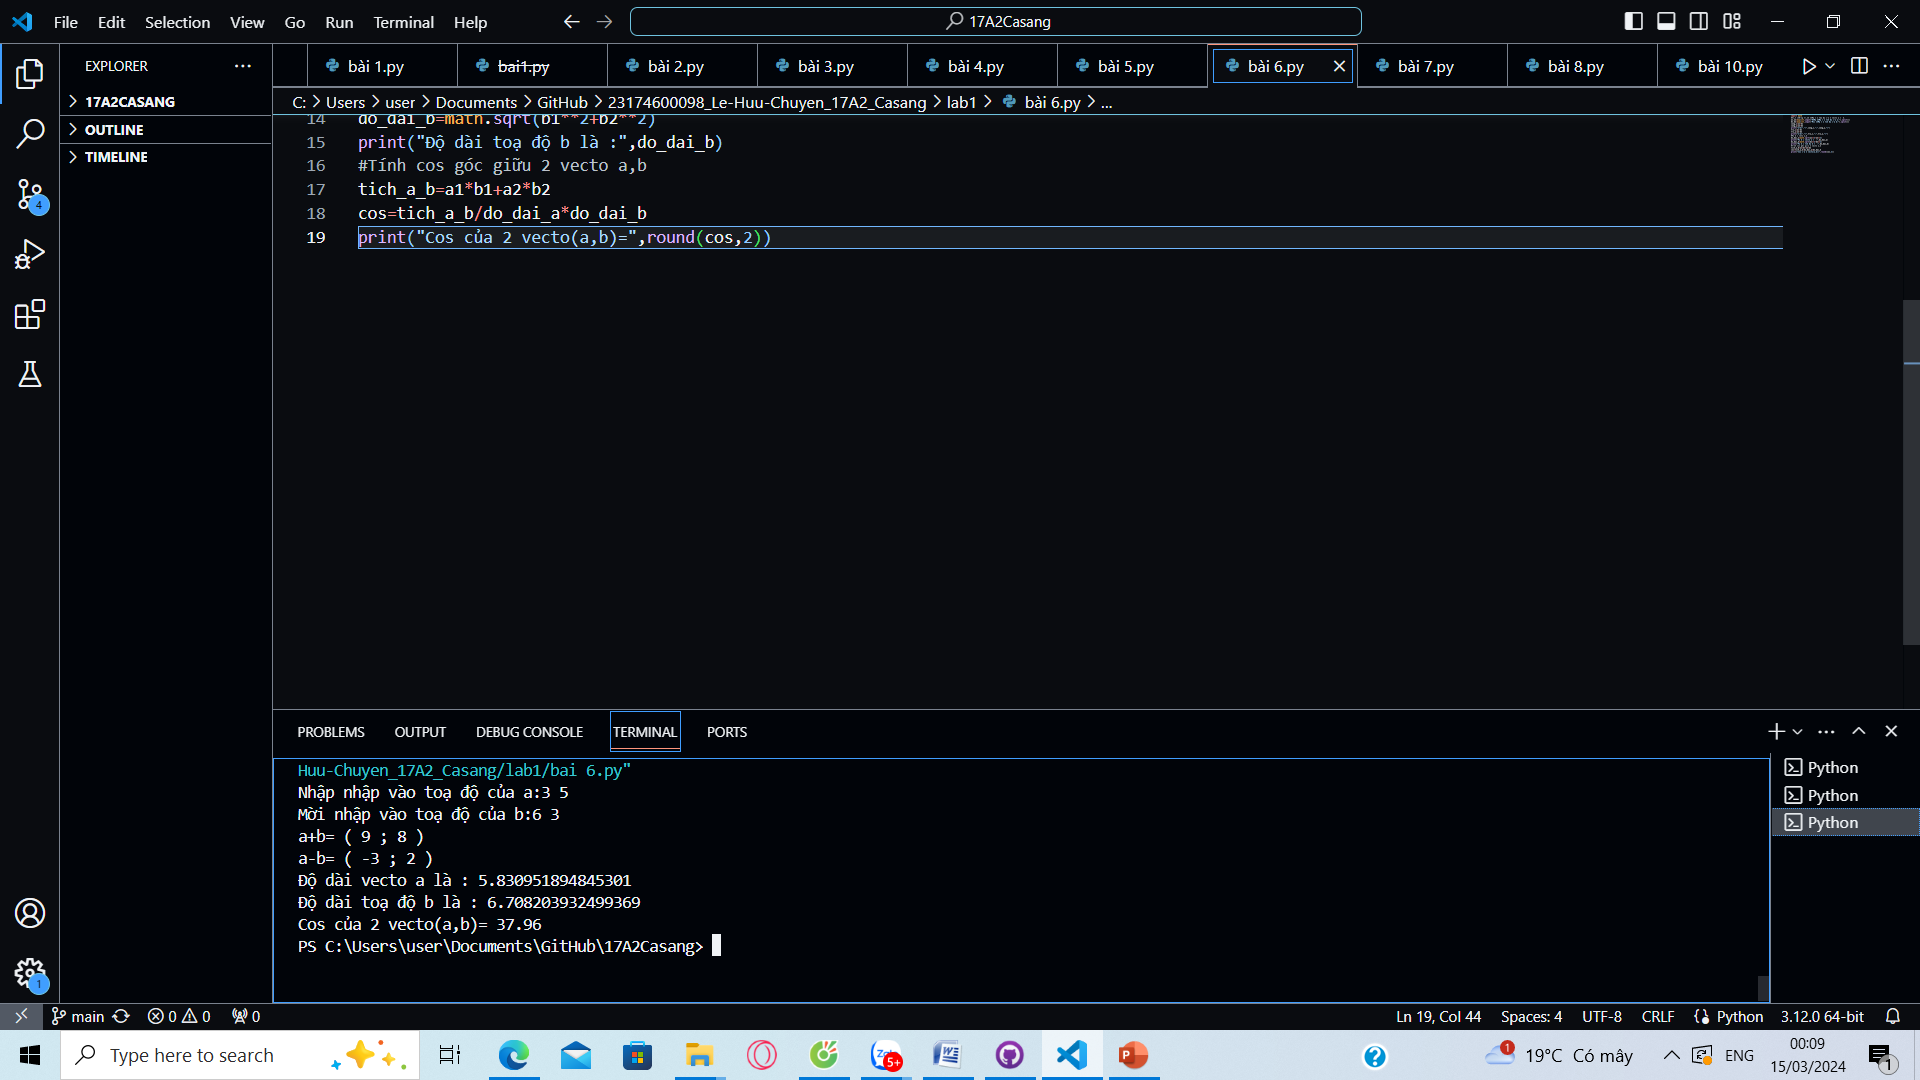 File Edit Selection View Go Run Terminal Help
17A2Casang
EXPLORER
bài 1.py bai1.py bài 2.py bài 3.py bài 4.py bài 5.py bài 6.py bài 7.py bài 8.py bài 10.py
17A2CASANG
OUTLINE
TIMELINE
C: > Users > user > Documents > GitHub > 23174600098_Le-Huu-Chuyen_17A2_Casang > lab1 > bài 6.py > ...
14 do_dai_b=math.sqrt(b1**2+b2**2)
15 print("Độ dài toạ độ b là :",do_dai_b)
16 #Tính cos góc giữu 2 vecto a,b
17 tich_a_b=a1*b1+a2*b2
18 cos=tich_a_b/do_dai_a*do_dai_b
19 print("Cos của 2 vecto(a,b)=",round(cos,2))
4
PROBLEMS OUTPUT DEBUG CONSOLE TERMINAL PORTS
Huu-Chuyen_17A2_Casang/lab1/bai 6.py"
Nhập nhập vào toạ độ của a:3 5
Mời nhập vào toạ độ của b:6 3
a+b= ( 9 ; 8 )
a-b= ( -3 ; 2 )
Độ dài vecto a là : 5.830951894845301
Độ dài toạ độ b là : 6.708203932499369
Cos của 2 vecto(a,b)= 37.96
PS C:\Users\user\Documents\GitHub\17A2Casang>
Python
Python
Python
1
main 0 0 0
Ln 19, Col 44 Spaces: 4 UTF-8 CRLF Python 3.12.0 64-bit
Type here to search
5+
1
19°C Có mây
ENG
00:09
15/03/2024
1